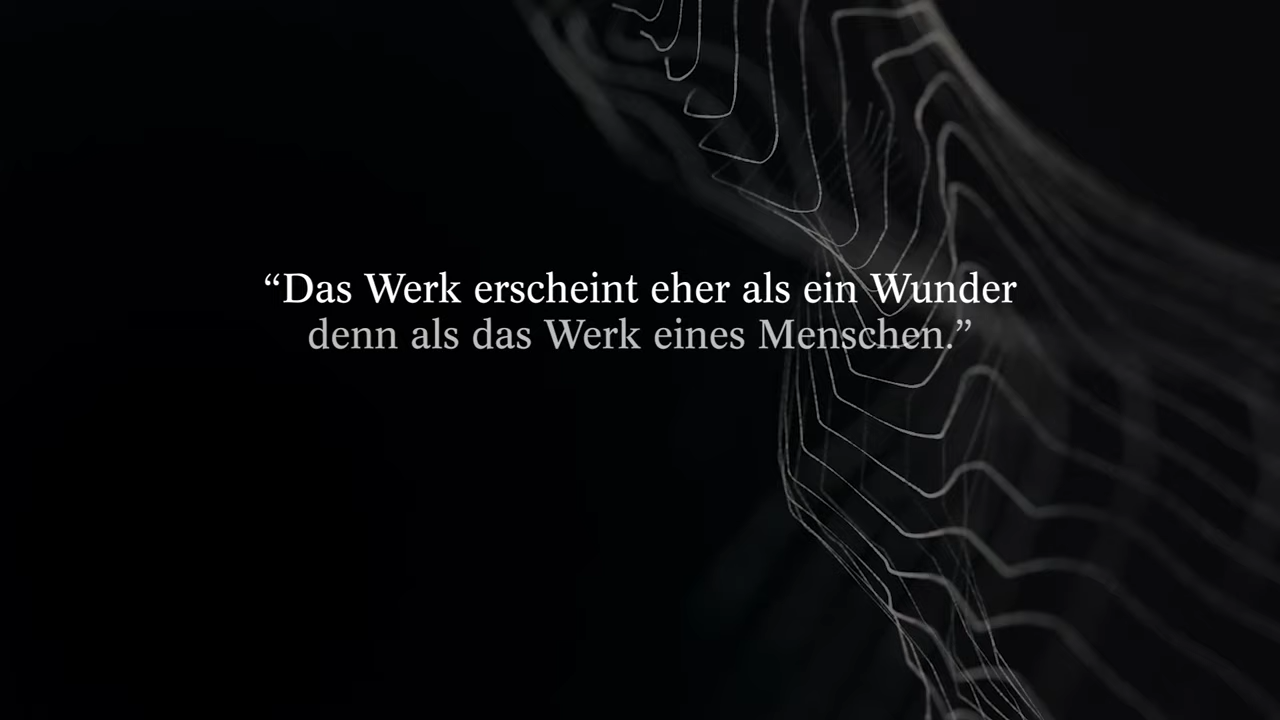 “Das Werk erscheint eher als ein Wunder
denn als das Werk eines Menschen.”